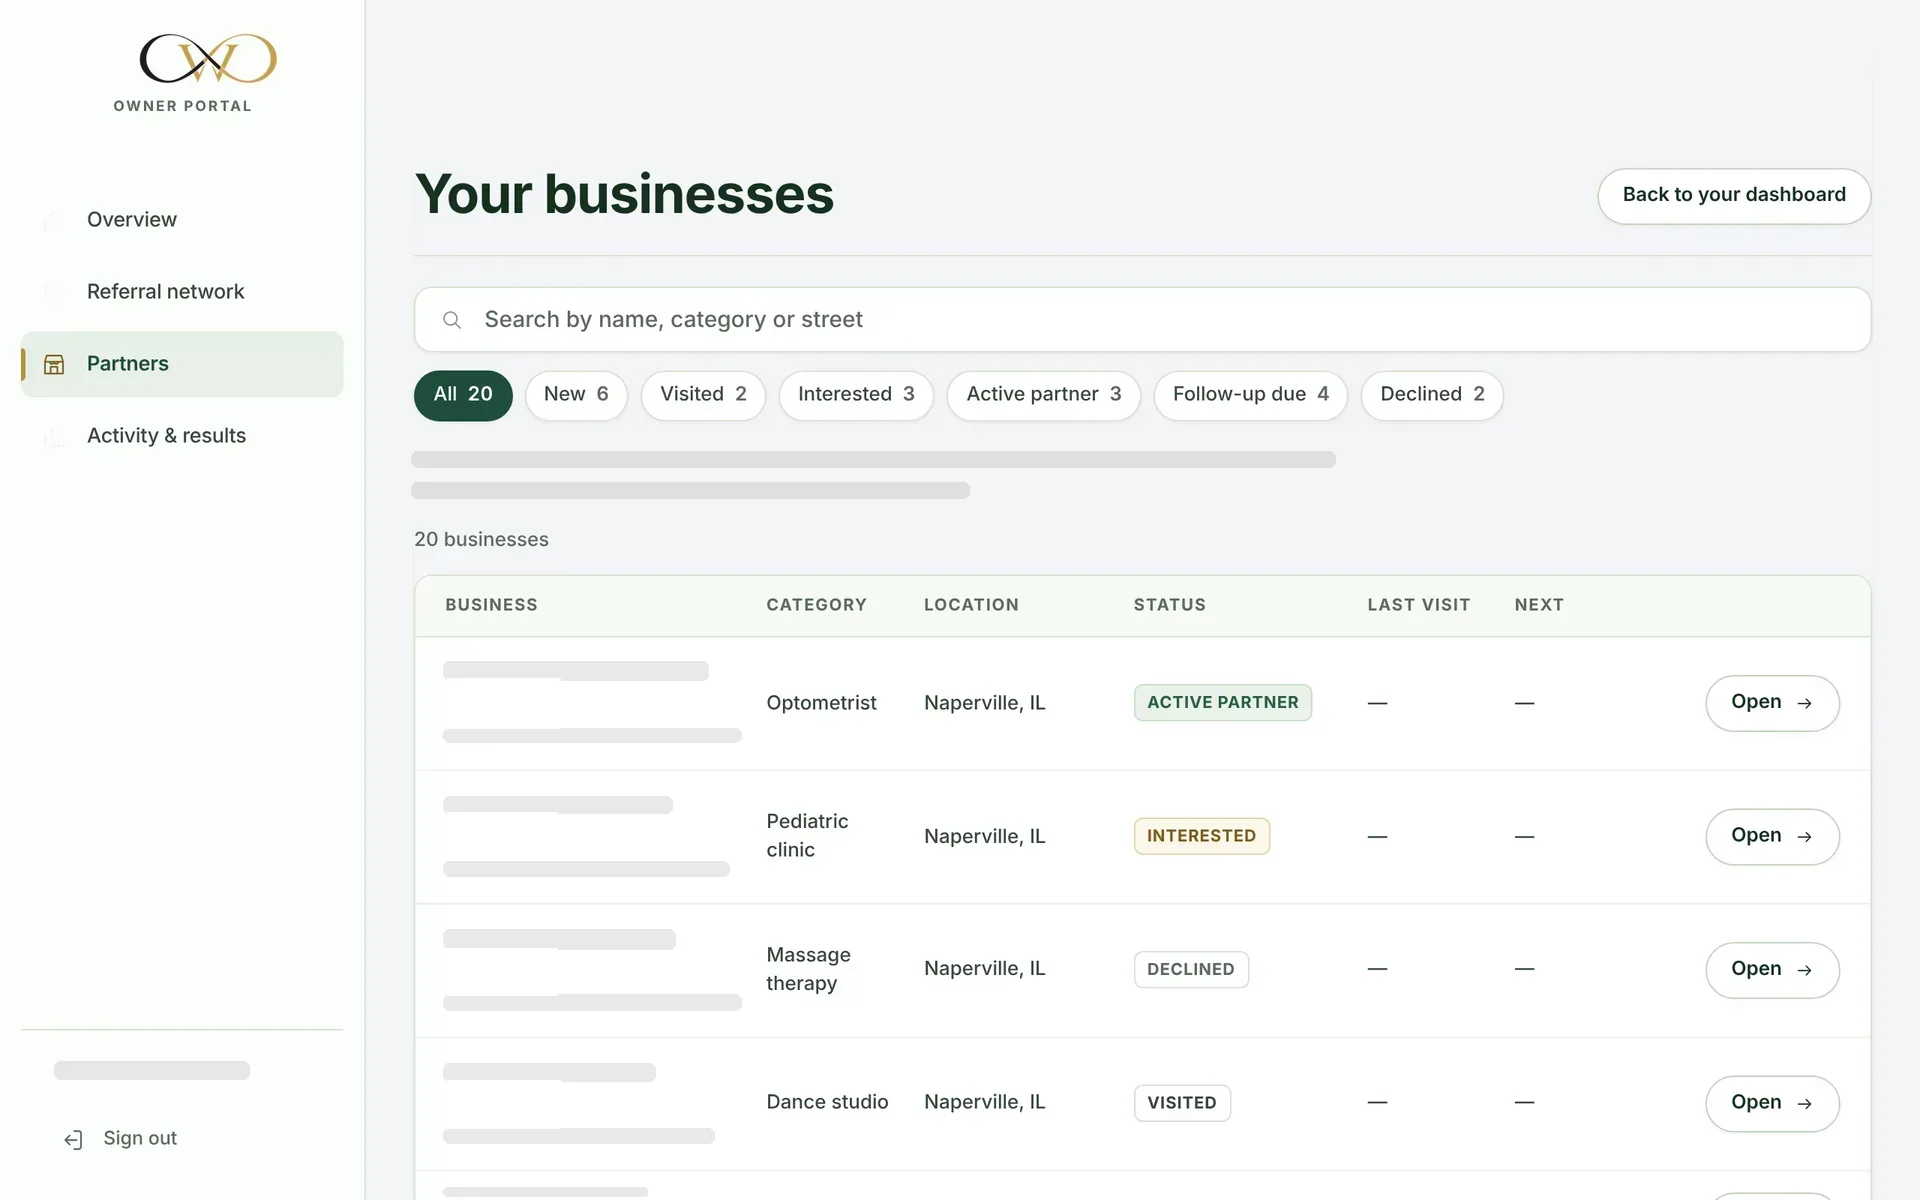 CWO
OWNER PORTAL
Overview
Referral network
Partners
Activity & results
Sign out
Your businesses
Back to your dashboard
Search by name, category or street
All 20
New 6
Visited 2
Interested 3
Active partner 3
Follow-up due 4
Declined 2
20 businesses
BUSINESS CATEGORY LOCATION STATUS LAST VISIT NEXT
Optometrist Naperville, IL ACTIVE PARTNER — — Open →
Pediatric
clinic Naperville, IL INTERESTED — — Open →
Massage
therapy Naperville, IL DECLINED — — Open →
Dance studio Naperville, IL VISITED — — Open →